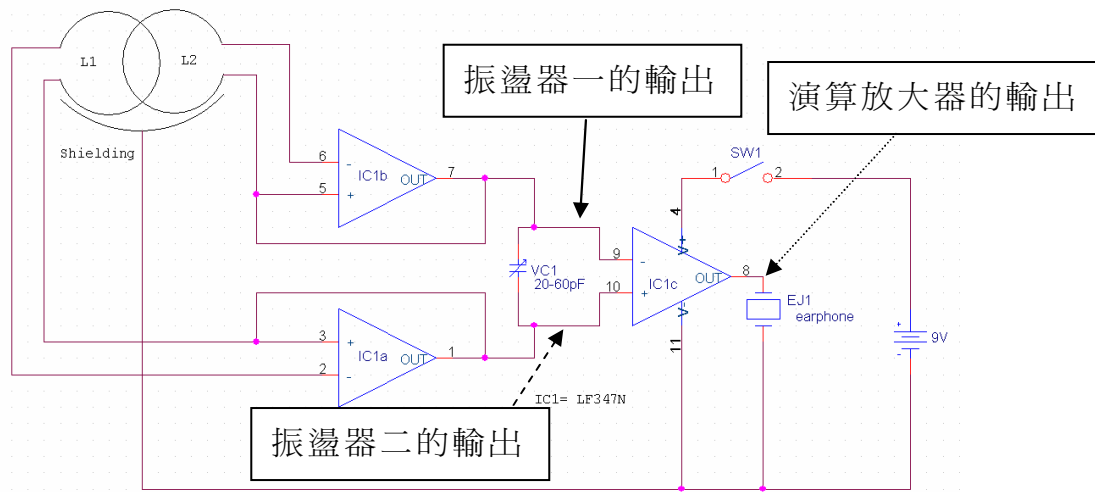 L1
L2
Shielding
振盪器一的輸出
演算放大器的輸出
6
-
IC1b
OUT
7
5
+
SW1
1
2
4
V+
9
-
IC1c
OUT
8
10
+
V-
11
VC1
20-60pF
EJ1
earphone
+
9V
-
3
+
IC1a
OUT
1
2
-
IC1= LF347N
振盪器二的輸出